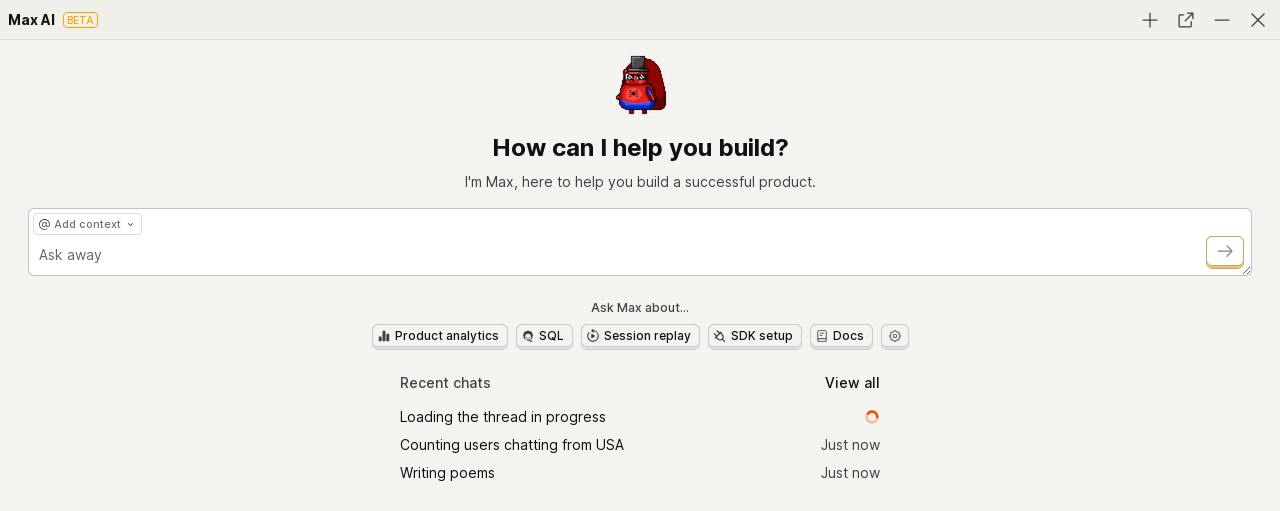 Max AI BETA
How can I help you build?
I'm Max, here to help you build a successful product.
@ Add context
Ask away
Ask Max about...
Product analytics SQL Session replay SDK setup Docs
Recent chats View all
Loading the thread in progress
Counting users chatting from USA Just now
Writing poems Just now